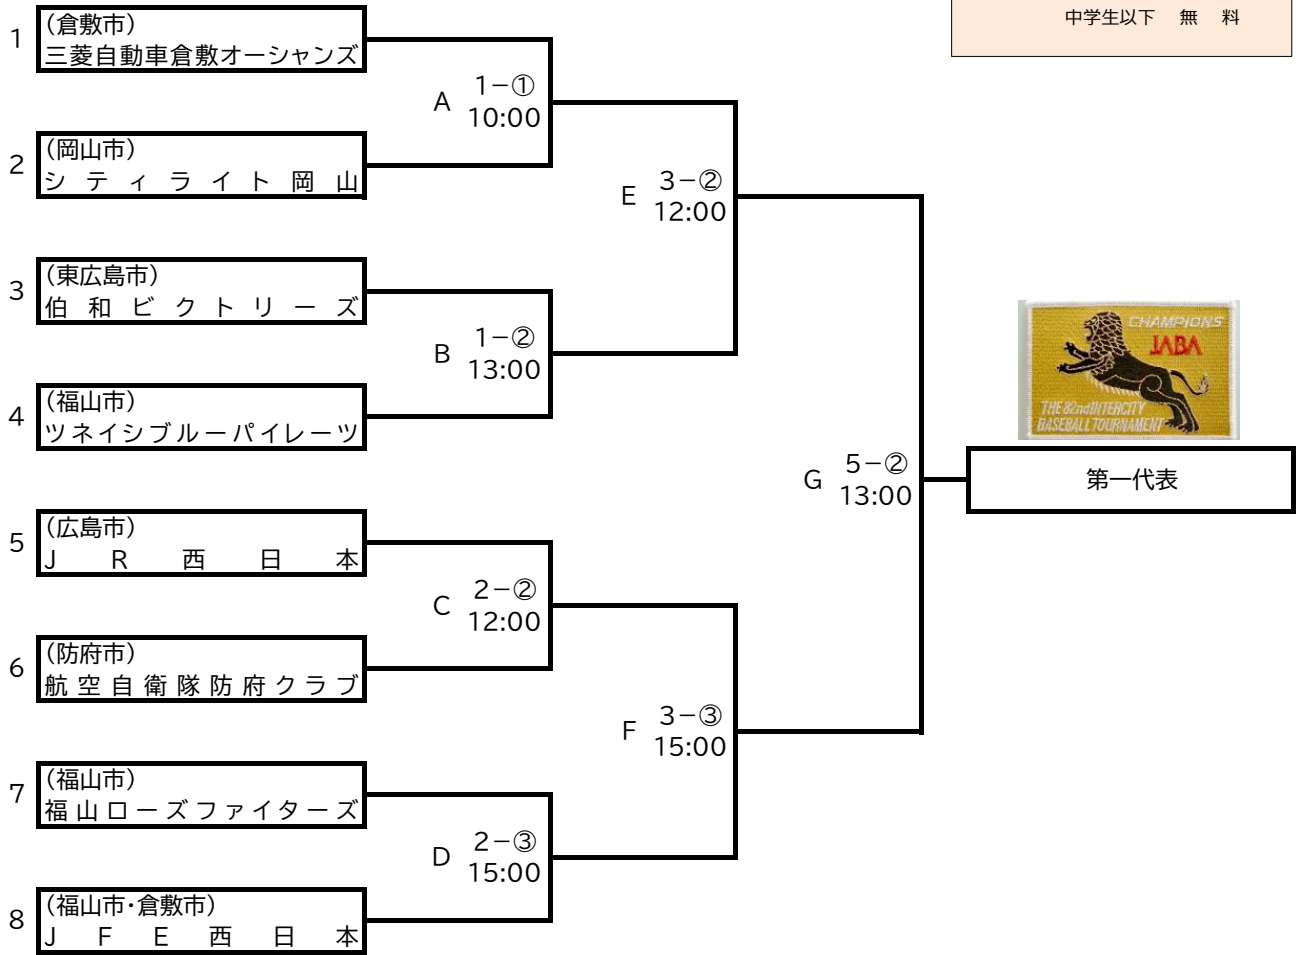 中学生以下 無 料
1
(倉敷市)
三菱自動車倉敷オーシャンズ
A 1-①
10:00
2
(岡山市)
シティライト岡山
E 3-②
12:00
3
(東広島市)
伯和ビクトリーズ
B 1-②
13:00
4
(福山市)
ツネイシブルーパイレーツ
CHAMPIONS
JABA
THE 82nd INTERCITY
BASEBALL TOURNAMENT
G 5-②
13:00
第一代表
5
(広島市)
JR西日本
C 2-②
12:00
6
(防府市)
航空自衛隊防府クラブ
F 3-③
15:00
7
(福山市)
福山ローズファイターズ
D 2-③
15:00
8
(福山市・倉敷市)
JFE西日本